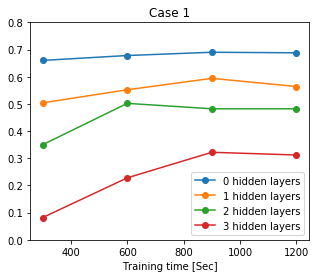 Case 1
0.8
0.7
0.6
0.5
0.4
0.3
0.2
0.1
0.0
0 hidden layers
1 hidden layers
2 hidden layers
3 hidden layers
400 600 800 1000 1200
Training time [Sec]